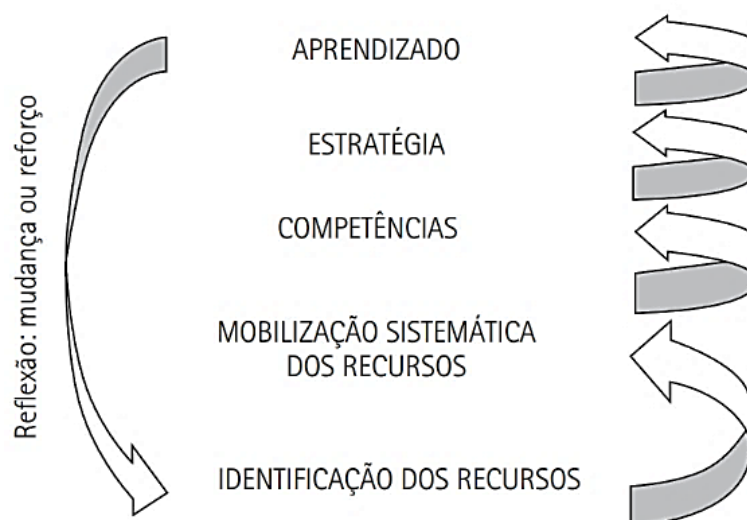 APRENDIZADO
ESTRATÉGIA
COMPETÊNCIAS
MOBILIZAÇÃO SISTEMÁTICA
DOS RECURSOS
IDENTIFICAÇÃO DOS RECURSOS
Reflexão: mudança ou reforço